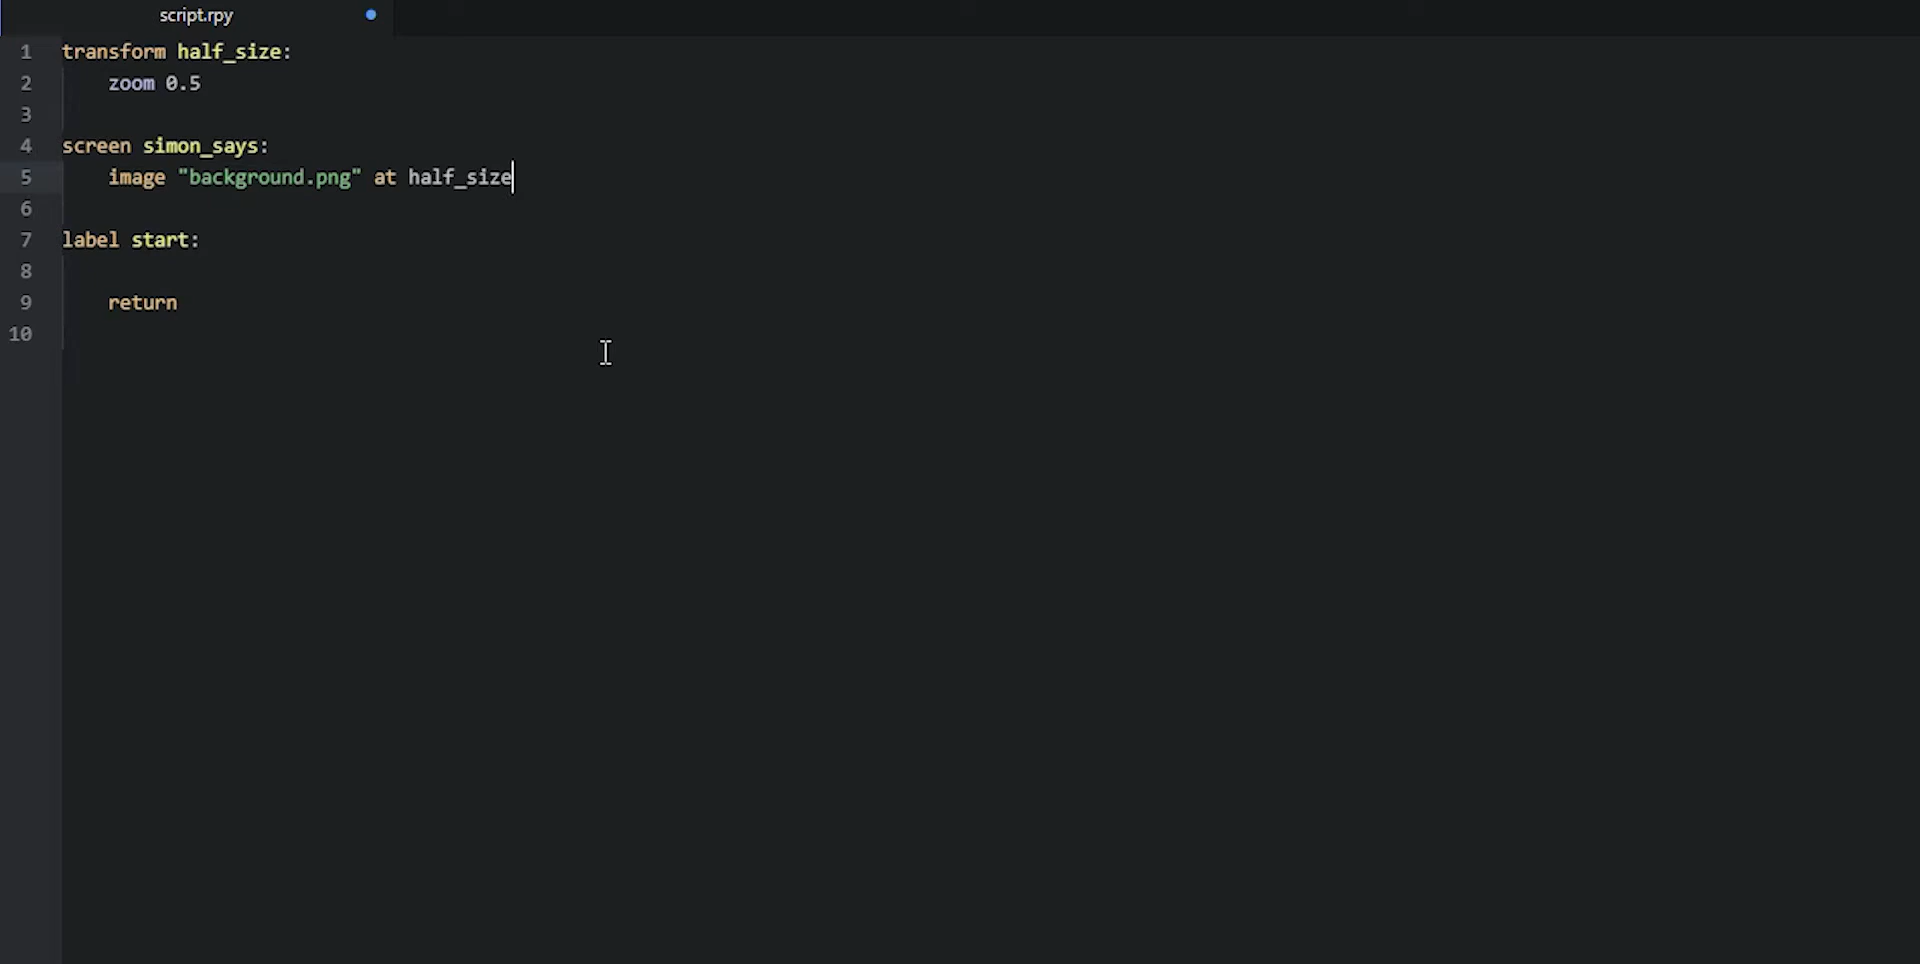 script.rpy
1 transform half_size:
2     zoom 0.5
3
4 screen simon_says:
5     image "background.png" at half_size
6
7 label start:
8
9     return
10